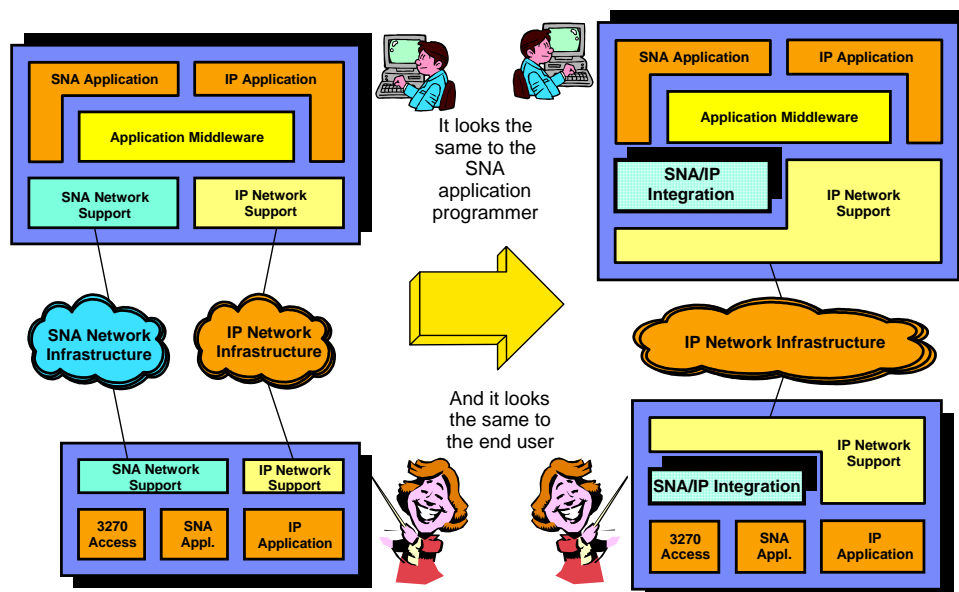 SNA Application
IP Application
Application Middleware
SNA Network
Support
IP Network
Support
SNA Network
Infrastructure
IP Network
Infrastructure
SNA Network
Support
IP Network
Support
3270
Access
SNA
Appl.
IP
Application
It looks the
same to the
SNA
application
programmer
And it looks
the same to
the end user
SNA Application
IP Application
Application Middleware
SNA/IP
Integration
IP Network
Support
IP Network Infrastructure
IP Network
Support
SNA/IP Integration
3270
Access
SNA
Appl.
IP
Application